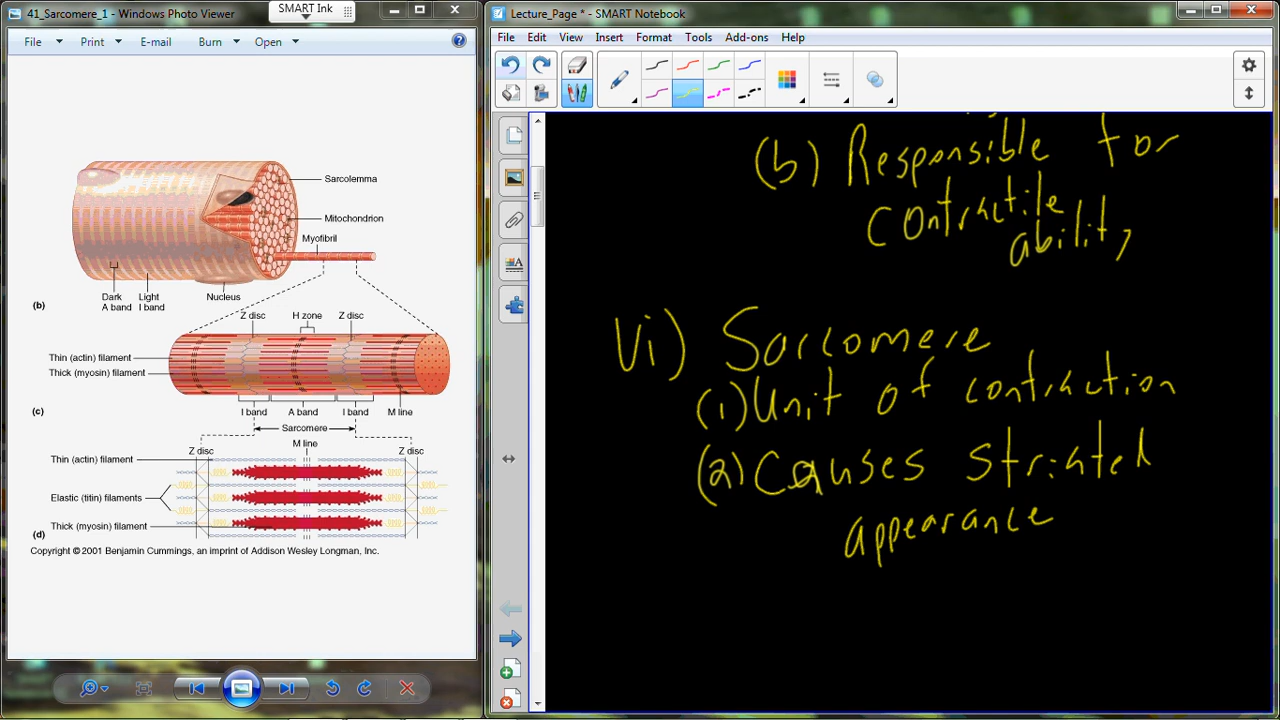 41_Sarcomere_1 - Windows Photo Viewer
SMART Ink
File Print E-mail Burn Open
Sarcolemma
Mitochondrion
Myofibril
Dark A band
Light I band
Nucleus
(b)
Z disc H zone Z disc
Thin (actin) filament
Thick (myosin) filament
(c)
I band A band I band M line
Sarcomere
Z disc M line Z disc
Thin (actin) filament
Elastic (titin) filaments
Thick (myosin) filament
(d)
Copyright © 2001 Benjamin Cummings, an imprint of Addison Wesley Longman, Inc.
Lecture_Page * - SMART Notebook
File Edit View Insert Format Tools Add-ons Help
(b) Responsible for
contractile
ability
Vi) Sarcomere
(1) Unit of contraction
(2) Causes striated
appearance